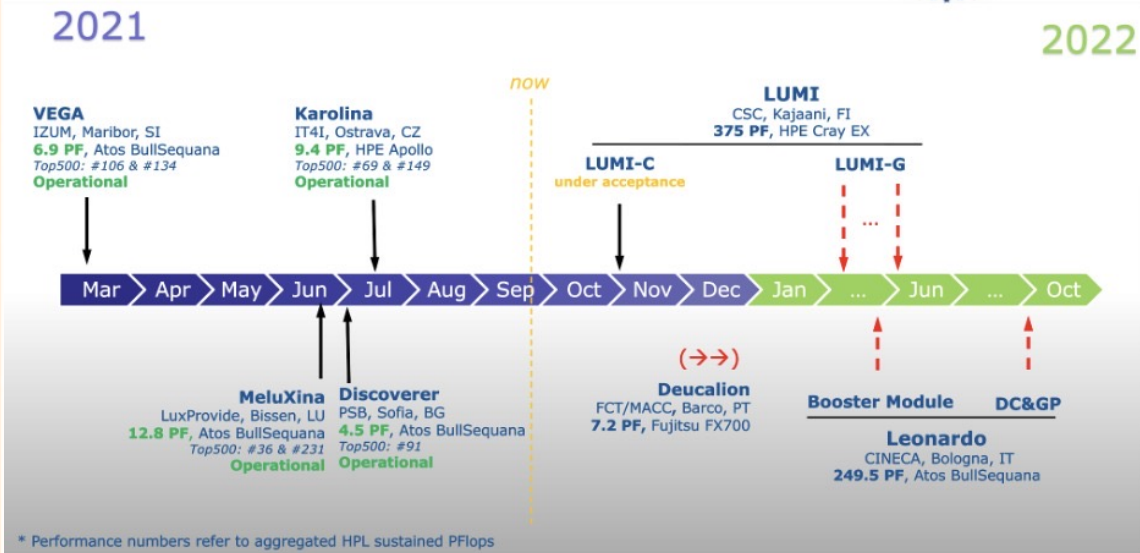 2021
2022
now
VEGA
IZUM, Maribor, SI
6.9 PF, Atos BullSequana
Top500: #106 & #134
Operational
Karolina
IT4I, Ostrava, CZ
9.4 PF, HPE Apollo
Top500: #69 & #149
Operational
LUMI
CSC, Kajaani, FI
375 PF, HPE Cray EX
LUMI-C
under acceptance
LUMI-G
...
Mar Apr May Jun Jul Aug Sep Oct Nov Dec Jan ... Jun ... Oct
MeluXina
LuxProvide, Bissen, LU
12.8 PF, Atos BullSequana
Top500: #36 & #231
Operational
Discoverer
PSB, Sofia, BG
4.5 PF, Atos BullSequana
Top500: #91
Operational
(→→)
Deucalion
FCT/MACC, Barco, PT
7.2 PF, Fujitsu FX700
Booster Module
DC&GP
Leonardo
CINECA, Bologna, IT
249.5 PF, Atos BullSequana
* Performance numbers refer to aggregated HPL sustained PFlops